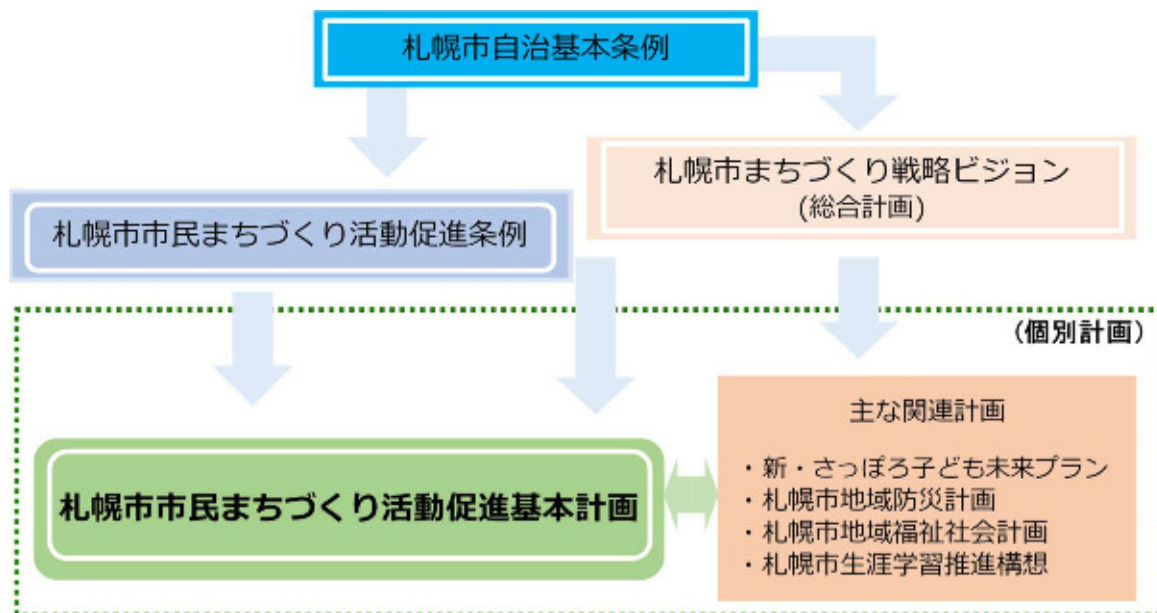 札幌市自治基本条例
札幌市まちづくり戦略ビジョン
(総合計画)
札幌市市民まちづくり活動促進条例
(個別計画)
主な関連計画
・新・さっぽろ子ども未来プラン
・札幌市地域防災計画
・札幌市地域福祉社会計画
・札幌市生涯学習推進構想
札幌市市民まちづくり活動促進基本計画